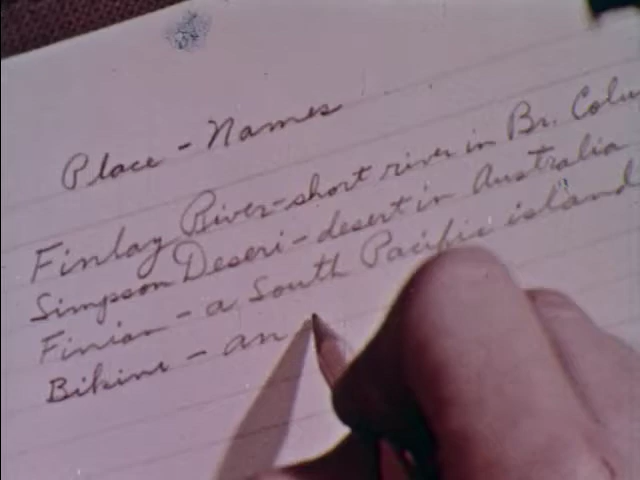 Place - Names
Finlay River - short river in Br. Colu
Simpson Desert - desert in Australia
Finian - a South Pacific island
Bikini - an